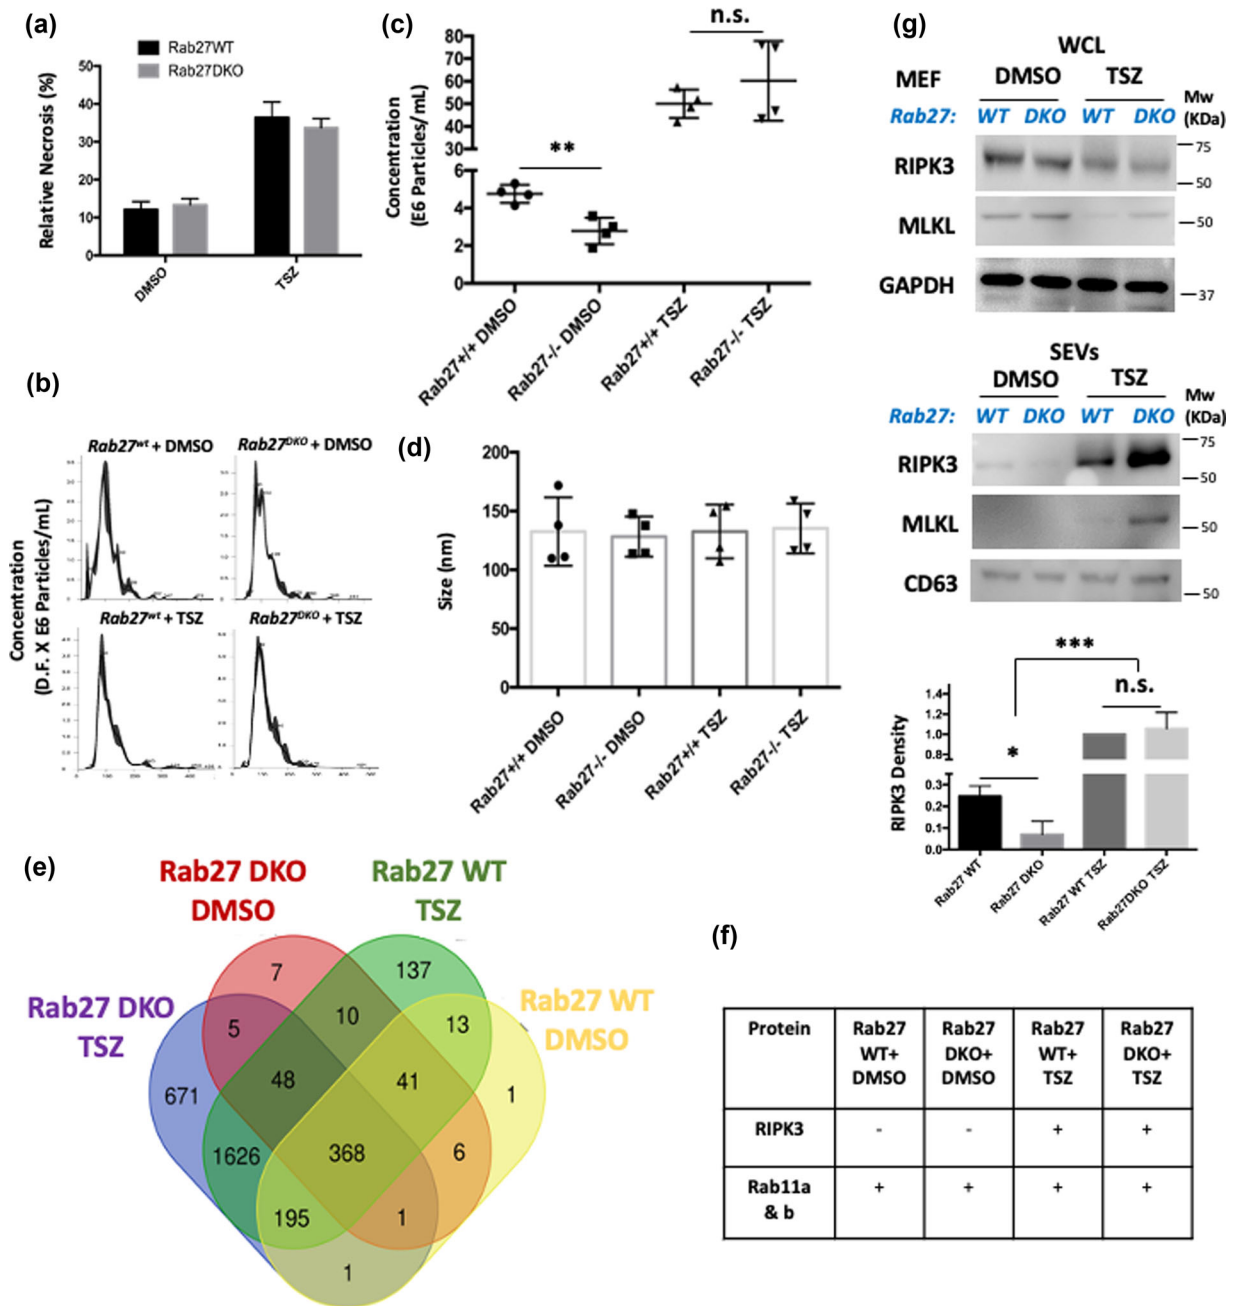 (a)
Rab27WT
Rab27DKO
Relative Necrosis (%)
50
40
30
20
10
0
DMSO
TSZ
(b)
Rab27wt + DMSO
Rab27DKO + DMSO
Rab27wt + TSZ
Rab27DKO + TSZ
Concentration
(D.F. X E6 Particles/mL)
(c)
n.s.
**
Concentration
(E6 Particles/mL)
80
70
60
50
40
30
6
4
2
0
Rab27+/+ DMSO
Rab27-/- DMSO
Rab27+/+ TSZ
Rab27-/- TSZ
(d)
Size (nm)
200
150
100
50
0
Rab27+/+ DMSO
Rab27-/- DMSO
Rab27+/+ TSZ
Rab27-/- TSZ
(e)
Rab27 DKO
DMSO
Rab27 WT
TSZ
Rab27 DKO
TSZ
Rab27 WT
DMSO
7
137
5
10
13
671
48
41
1
1626
368
6
195
1
1
(g)
WCL
MEF
DMSO
TSZ
Mw
(KDa)
Rab27: WT DKO WT DKO
RIPK3
75
50
MLKL
50
GAPDH
37
SEVs
DMSO
TSZ
Mw
(KDa)
Rab27: WT DKO WT DKO
RIPK3
75
50
MLKL
50
CD63
50
***
n.s.
*
RIPK3 Density
1.4
1.2
1.0
0.8
0.3
0.2
0.1
0.0
Rab27 WT
Rab27 DKO
Rab27 WT TSZ
Rab27DKO TSZ
(f)
Protein
Rab27
WT+
DMSO
Rab27
DKO+
DMSO
Rab27
WT+
TSZ
Rab27
DKO+
TSZ
RIPK3 - - + +
Rab11a
& b
+ + + +